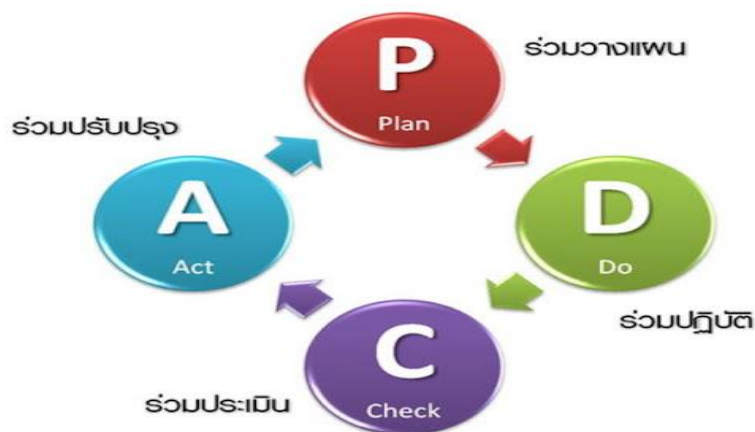 P
Plan
ร่วมวางแผน
D
Do
ร่วมปฏิบัติ
C
Check
ร่วมประเมิน
A
Act
ร่วมปรับปรุง